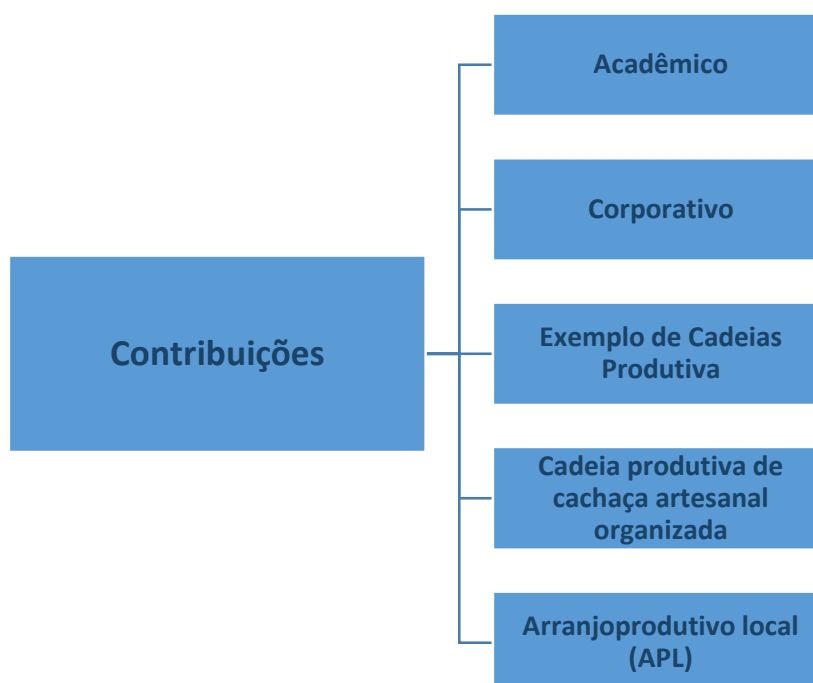 Acadêmico
Corporativo
Contribuições
Exemplo de Cadeias
Produtiva
Cadeia produtiva de
cachaça artesanal
organizada
Arranjoprodutivo local
(APL)